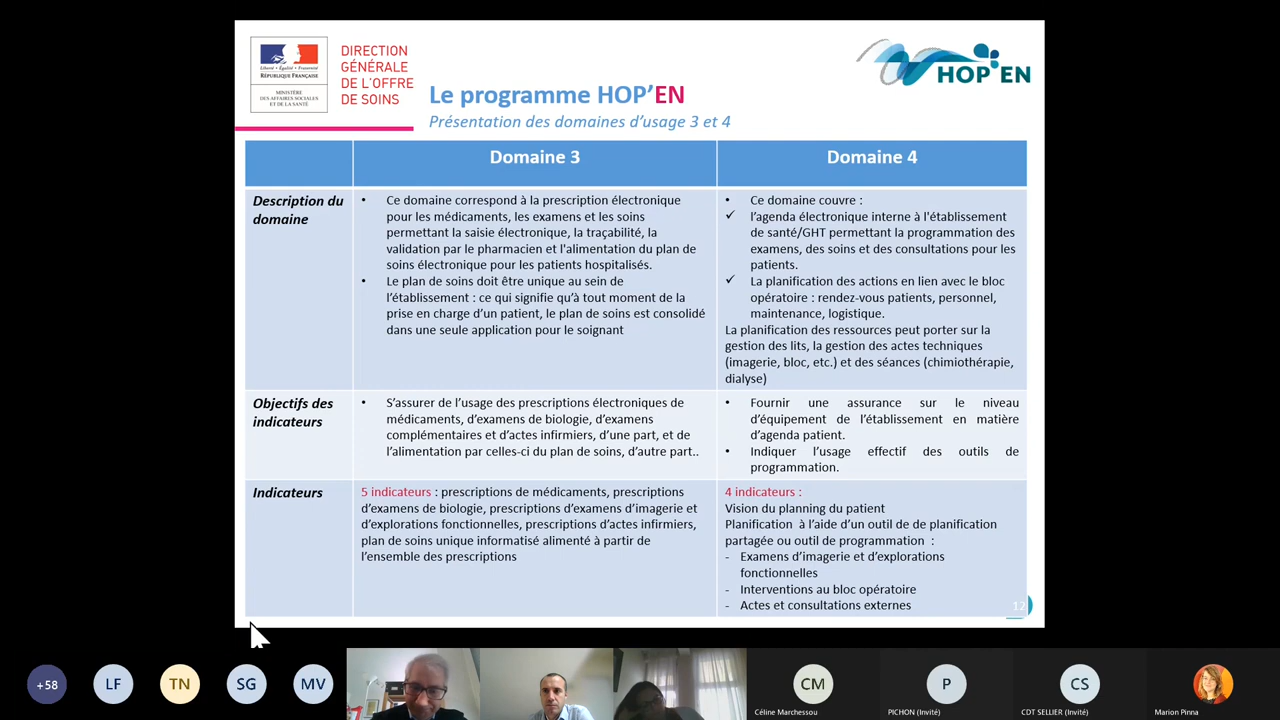 DIRECTION
GÉNÉRALE
DE L'OFFRE
DE SOINS
Liberté • Égalité • Fraternité
RÉPUBLIQUE FRANÇAISE
MINISTÈRE
DES AFFAIRES SOCIALES
ET DE LA SANTÉ
HOP'EN
Le programme HOP'EN
Présentation des domaines d'usage 3 et 4
Domaine 3
Domaine 4
Description du
domaine
• Ce domaine correspond à la prescription électronique
pour les médicaments, les examens et les soins
permettant la saisie électronique, la traçabilité, la
validation par le pharmacien et l'alimentation du plan de
soins électronique pour les patients hospitalisés.
• Le plan de soins doit être unique au sein de
l'établissement : ce qui signifie qu'à tout moment de la
prise en charge d'un patient, le plan de soins est consolidé
dans une seule application pour le soignant
• Ce domaine couvre :
✓ l'agenda électronique interne à l'établissement
de santé/GHT permettant la programmation des
examens, des soins et des consultations pour les
patients.
✓ La planification des actions en lien avec le bloc
opératoire : rendez-vous patients, personnel,
maintenance, logistique.
La planification des ressources peut porter sur la
gestion des lits, la gestion des actes techniques
(imagerie, bloc, etc.) et des séances (chimiothérapie,
dialyse)
Objectifs des
indicateurs
• S'assurer de l'usage des prescriptions électroniques de
médicaments, d'examens de biologie, d'examens
complémentaires et d'actes infirmiers, d'une part, et de
l'alimentation par celles-ci du plan de soins, d'autre part..
• Fournir une assurance sur le niveau
d'équipement de l'établissement en matière
d'agenda patient.
• Indiquer l'usage effectif des outils de
programmation.
Indicateurs
5 indicateurs : prescriptions de médicaments, prescriptions
d'examens de biologie, prescriptions d'examens d'imagerie et
d'explorations fonctionnelles, prescriptions d'actes infirmiers,
plan de soins unique informatisé alimenté à partir de
l'ensemble des prescriptions
4 indicateurs :
Vision du planning du patient
Planification à l'aide d'un outil de de planification
partagée ou outil de programmation :
- Examens d'imagerie et d'explorations
fonctionnelles
- Interventions au bloc opératoire
- Actes et consultations externes
12
+58
LF
TN
SG
MV
CM
Céline Marchessou
P
PICHON (Invité)
CS
CDT SELLIER (Invité)
Marion Pinna